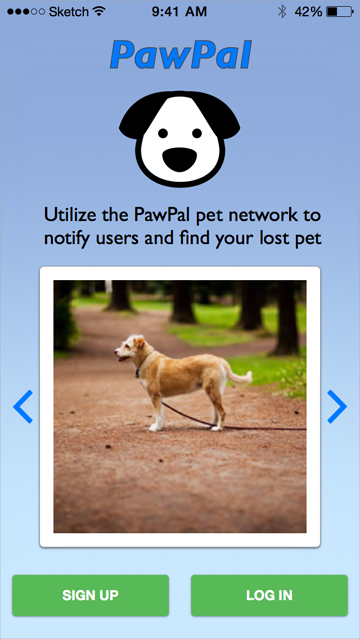 Sketch 9:41 AM 42%
PawPal
Utilize the PawPal pet network to
notify users and find your lost pet
SIGN UP LOG IN